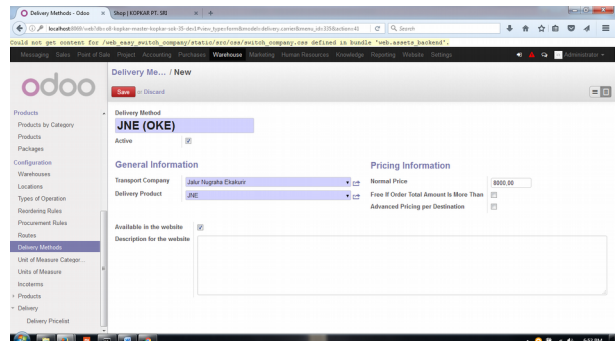 Delivery Methods - Odoo
Shop | KOPKAR PT. SRI
Search
Could not get content for /web_easy_switch_company/static/src/css/switch_company.css defined in bundle 'web.assets_backend'.
Messaging Sales Point of Sale Project Accounting Purchases Warehouse Marketing Human Resources Knowledge Reporting Website Settings Administrator
odoo
Delivery Me... / New
Save or Discard
Products
Products by Category
Products
Packages
Configuration
Warehouses
Locations
Types of Operation
Reordering Rules
Procurement Rules
Routes
Delivery Methods
Unit of Measure Categor...
Units of Measure
Incoterms
Products
Delivery
Delivery Pricelist
Delivery Method
JNE (OKE)
Active
General Information
Transport Company Jalur Nugraha Ekakurir
Delivery Product JNE
Pricing Information
Normal Price 8000,00
Free If Order Total Amount Is More Than
Advanced Pricing per Destination
Available in the website
Description for the website
5:53 PM